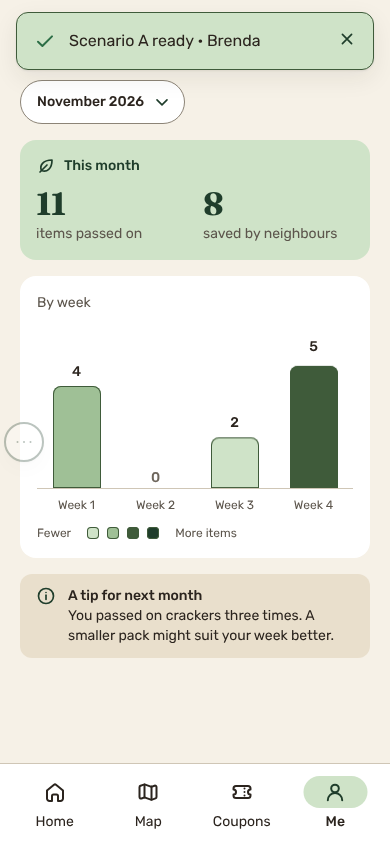 Scenario A ready • Brenda
November 2026
This month
11
8
items passed on
saved by neighbours
By week
4
0
2
5
Week 1
Week 2
Week 3
Week 4
Fewer
More items
A tip for next month
You passed on crackers three times. A
smaller pack might suit your week better.
Home
Map
Coupons
Me